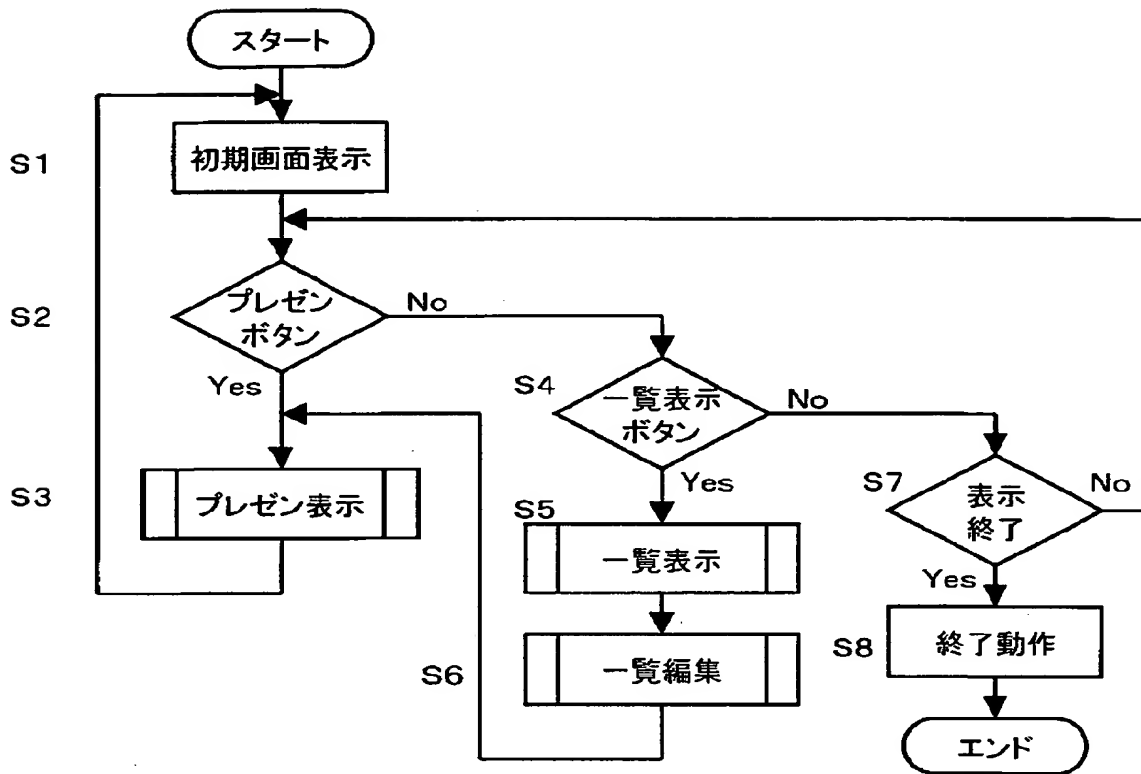 スタート
S1
初期画面表示
S2
プレゼン
ボタン
No
Yes
S3
プレゼン表示
S4
一覧表示
ボタン
No
Yes
S5
一覧表示
S6
一覧編集
S7
表示
終了
No
Yes
S8
終了動作
エンド